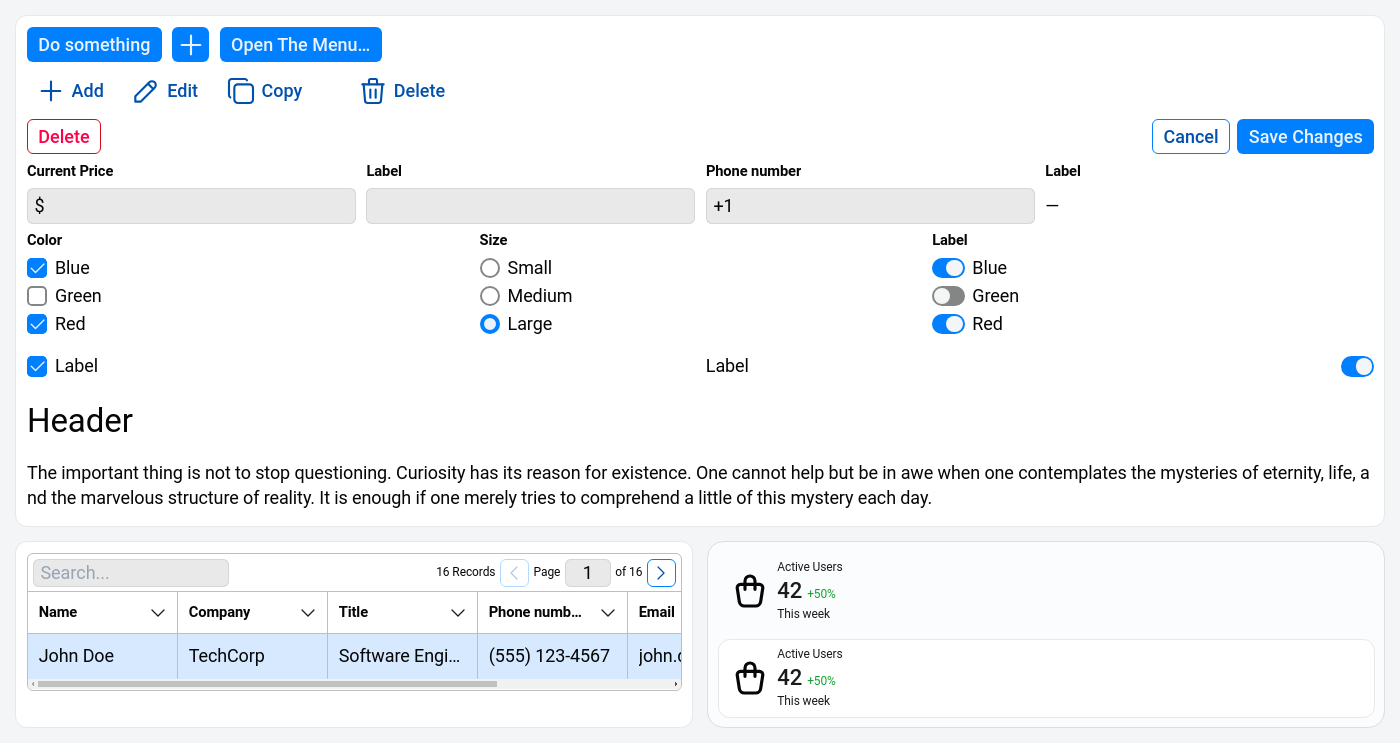 Do something Open The Menu...
Add Edit Copy Delete
Delete Cancel Save Changes
Current Price Label Phone number Label
$ +1 —
Color Size Label
Blue Small Blue
Green Medium Green
Red Large Red
Label Label
Header
The important thing is not to stop questioning. Curiosity has its reason for existence. One cannot help but be in awe when one contemplates the mysteries of eternity, life, a
nd the marvelous structure of reality. It is enough if one merely tries to comprehend a little of this mystery each day.
Search... 16 Records Page 1 of 16
Name Company Title Phone numb... Email
John Doe TechCorp Software Engi... (555) 123-4567 john.
Active Users
42 +50%
This week
Active Users
42 +50%
This week